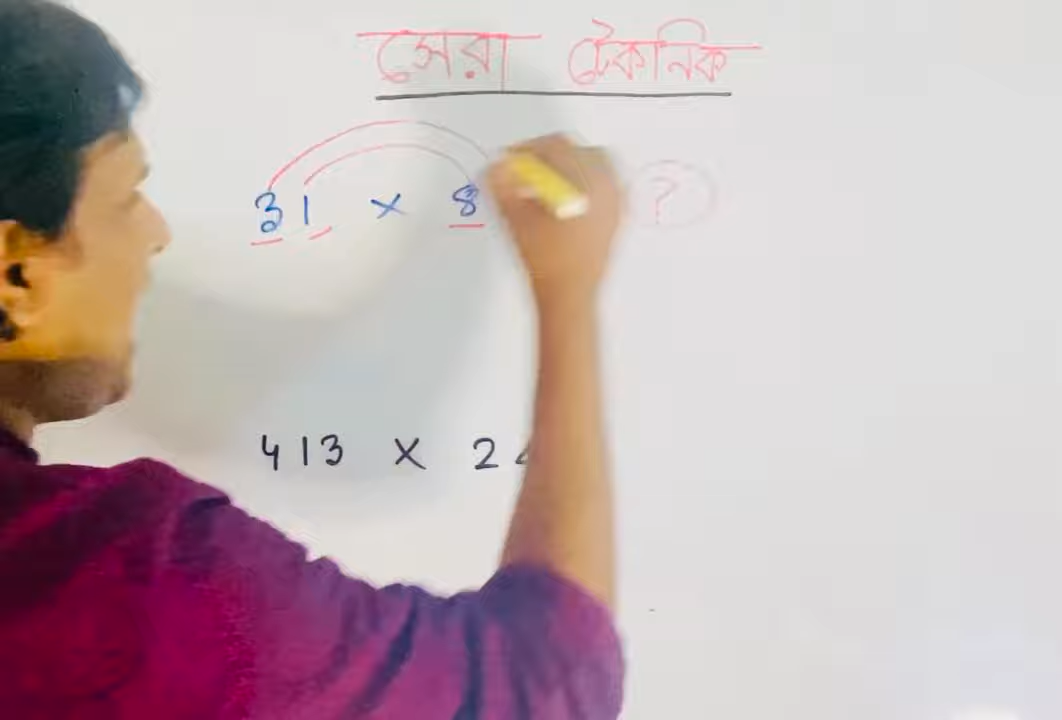 সেরা টেকনিক
31 × 8
?
413 × 2